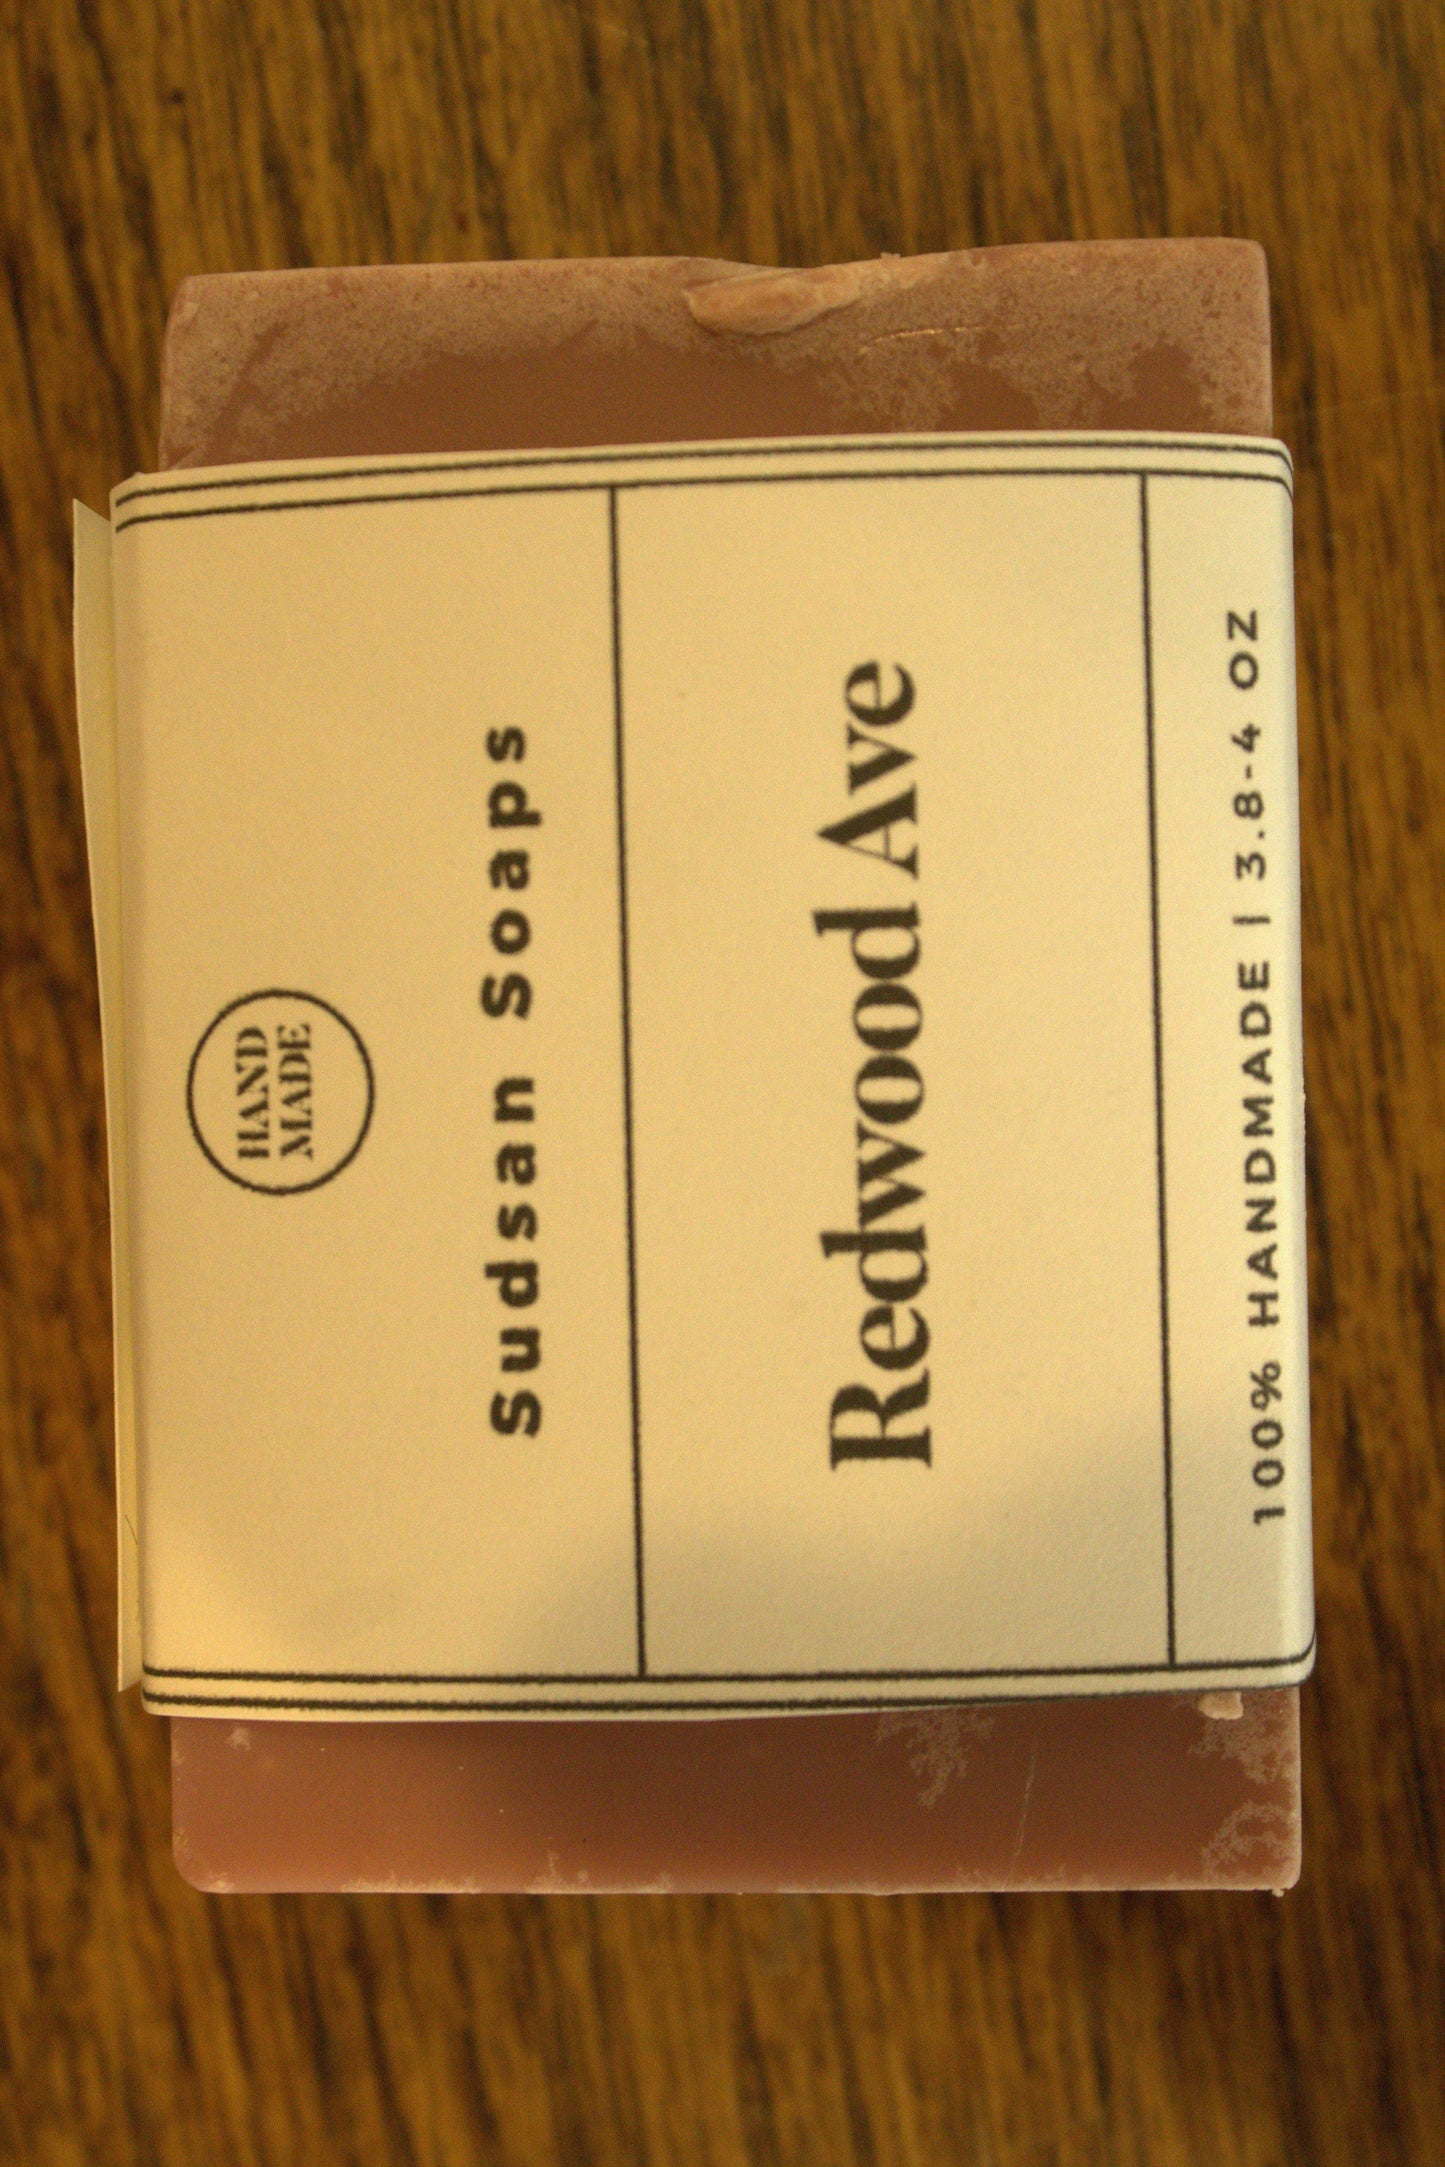 HAND
MADE
Sudsan Soaps
Redwood Ave
100% HANDMADE | 3.8-4 OZ